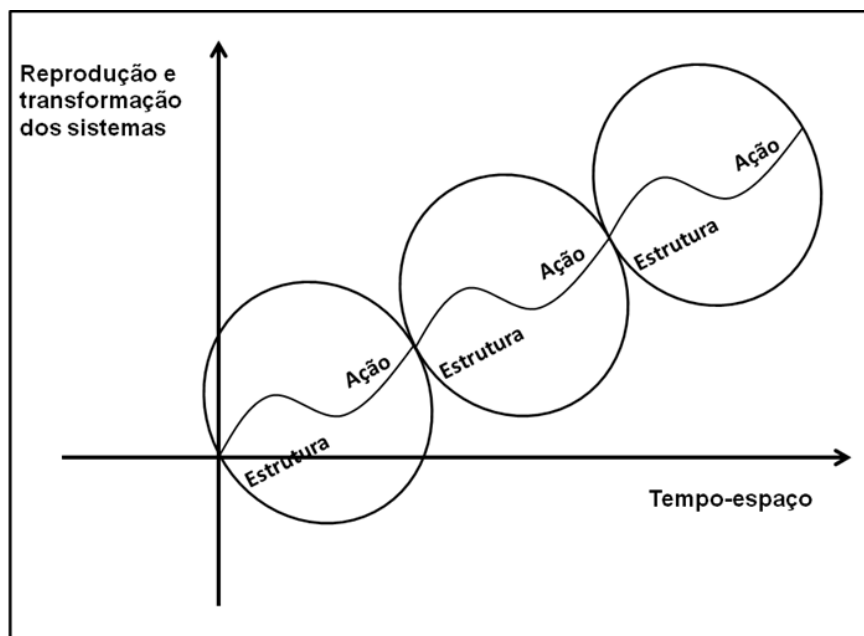 Reprodução e
transformação
dos sistemas
Ação
Estrutura
Ação
Estrutura
Ação
Estrutura
Tempo-espaço